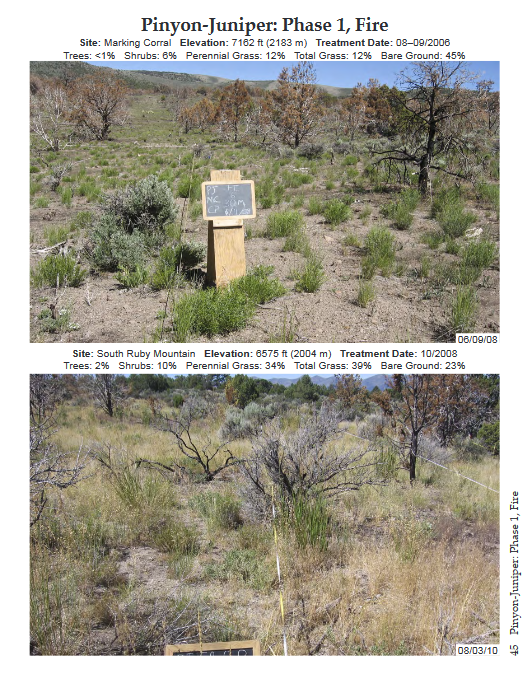 Pinyon-Juniper: Phase 1, Fire
Site: Marking Corral Elevation: 7162 ft (2183 m) Treatment Date: 08–09/2006
Trees: <1% Shrubs: 6% Perennial Grass: 12% Total Grass: 12% Bare Ground: 45%
PJ FE
MC
06/09/08
Site: South Ruby Mountain Elevation: 6575 ft (2004 m) Treatment Date: 10/2008
Trees: 2% Shrubs: 10% Perennial Grass: 34% Total Grass: 39% Bare Ground: 23%
08/03/10
45 Pinyon-Juniper: Phase 1, Fire